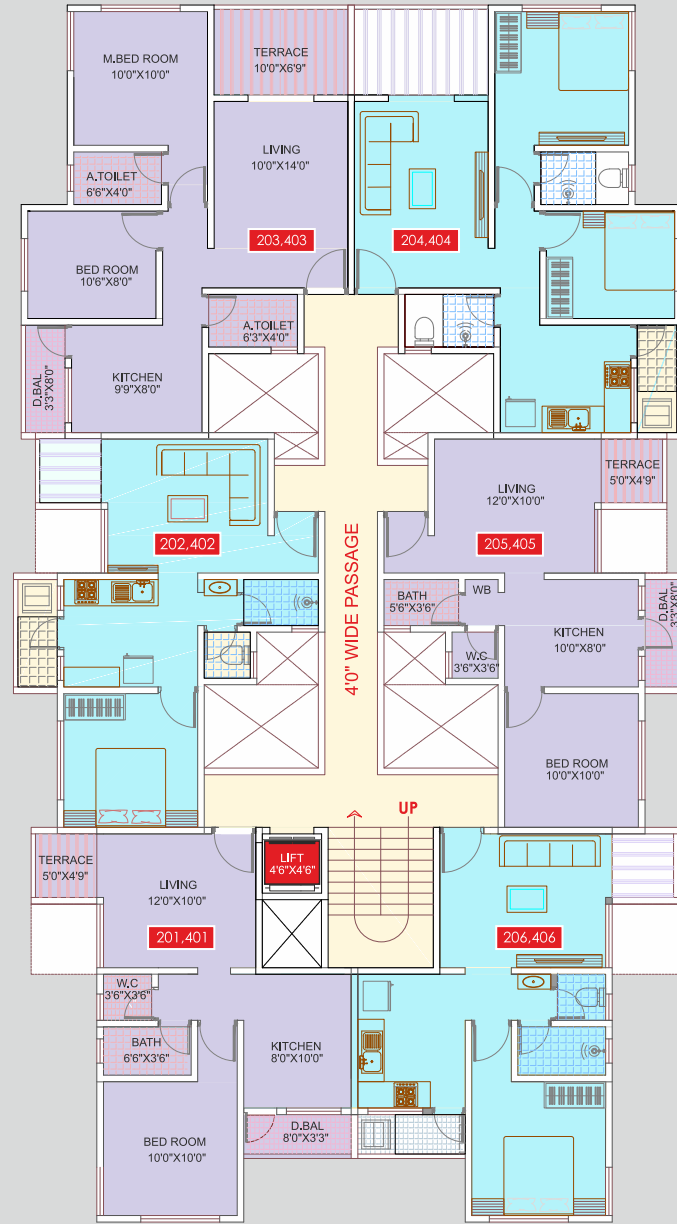 M.BED ROOM
10'0"X10'0"
TERRACE
10'0"X6'9"
LIVING
10'0"X14'0"
A.TOILET
6'6"X4'0"
203,403
204,404
BED ROOM
10'6"X8'0"
A.TOILET
6'3"X4'0"
D.BAL
3'3"X8'0"
KITCHEN
9'9"X8'0"
LIVING
12'0"X10'0"
TERRACE
5'0"X4'9"
202,402
205,405
4'0" WIDE PASSAGE
BATH
5'6"X3'6"
WB
D.BAL
3'3"X8'0"
KITCHEN
10'0"X8'0"
W.C
3'6"X3'6"
BED ROOM
10'0"X10'0"
UP
TERRACE
5'0"X4'9"
LIFT
4'6"X4'6"
LIVING
12'0"X10'0"
201,401
206,406
W.C
3'6"X3'6"
BATH
6'6"X3'6"
KITCHEN
8'0"X10'0"
D.BAL
8'0"X3'3"
BED ROOM
10'0"X10'0"